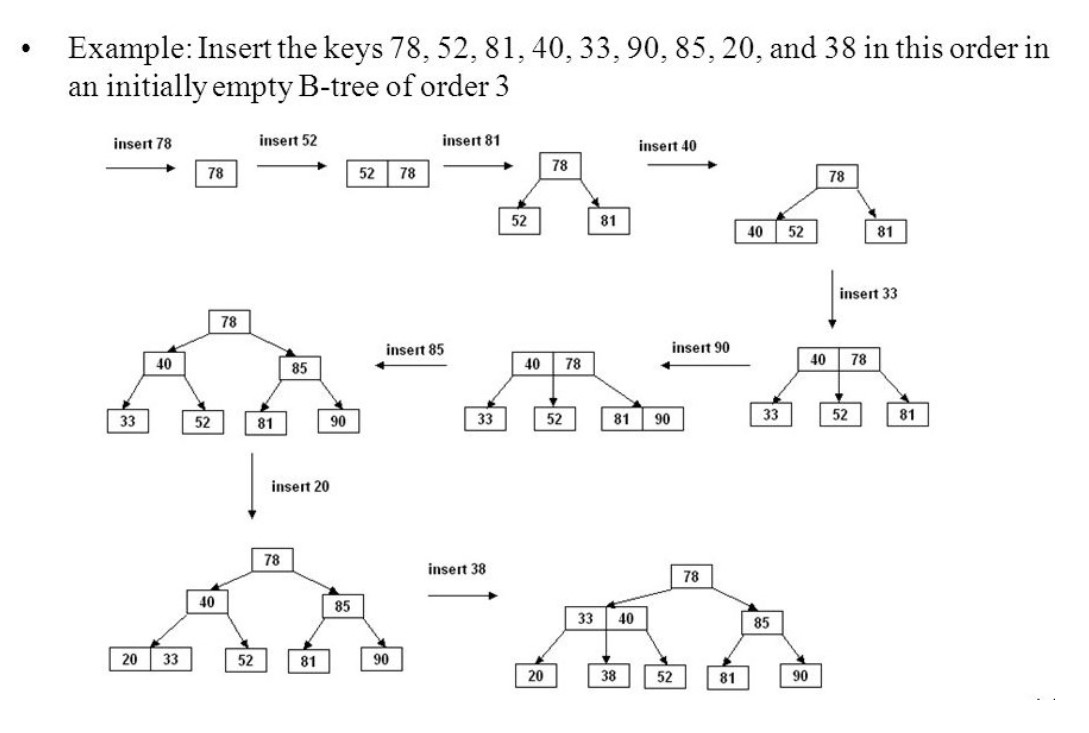 • Example: Insert the keys 78, 52, 81, 40, 33, 90, 85, 20, and 38 in this order in
an initially empty B-tree of order 3
insert 78
78
insert 52
52 78
insert 81
78
52 81
insert 40
78
40 52 81
insert 33
40 78
33 52 81
insert 90
40 78
33 52 81 90
insert 85
78
40 85
33 52 81 90
insert 20
78
40 85
20 33 52 81 90
insert 38
78
33 40 85
20 38 52 81 90